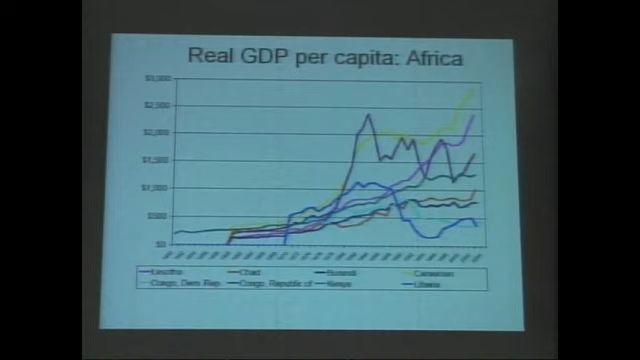 Real GDP per capita: Africa
$3,000
$2,500
$2,000
$1,500
$1,000
$500
$0
Lesotho Chad Burundi Cameroon
Congo, Dem. Rep. Congo, Republic of Kenya Liberia